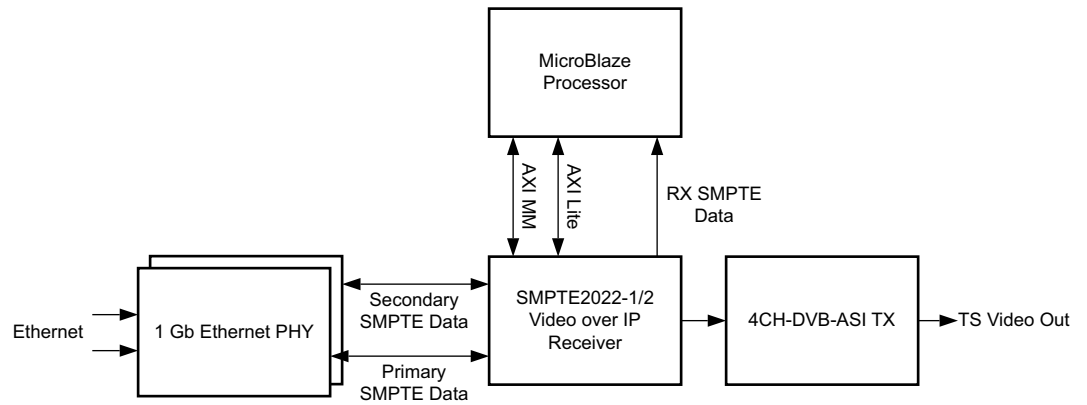 MicroBlaze
Processor
AXI MM
AXI Lite
RX SMPTE
Data
Ethernet
1 Gb Ethernet PHY
Secondary
SMPTE Data
Primary
SMPTE Data
SMPTE2022-1/2
Video over IP
Receiver
4CH-DVB-ASI TX
TS Video Out